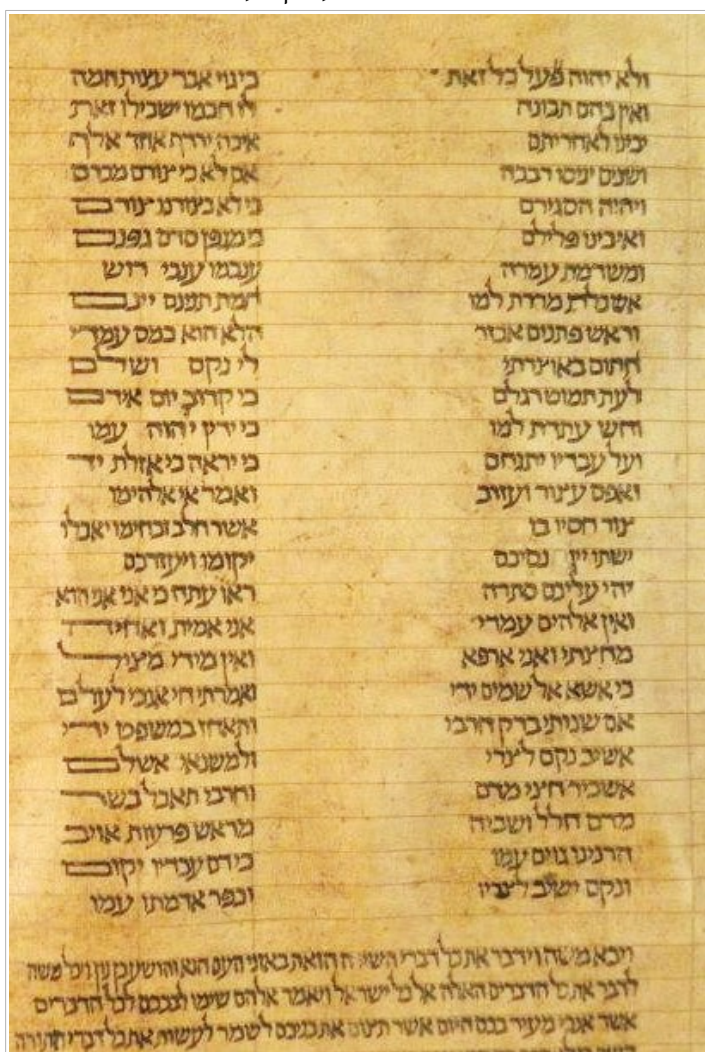 ולא יהוה פעל כל זאת כי גוי אבד עצות המה
ואין בהם תבונה לו חכמו ישכילו זאת
יבינו לאחריתם איכה ירדף אחד אלף
ושנים יניסו רבבה אם לא כי צורם מכרם
ויהוה הסגירם כי לא כצורנו צורם
ואיבינו פלילם כי מגפן סדם גפנם
ומשדמת עמרה ענבמו ענבי רוש
אשכלת מררת למו חמת תנינם יינם
וראש פתנים אכזר הלא הוא כמס עמדי
חתום באוצרתי לי נקם ושלם
לעת תמוט רגלם כי קרוב יום אידם
וחש עתדת למו כי ידין יהוה עמו
ועל עבדיו יתנחם כי יראה כי אזלת יד
ואפס עצור ועזוב ואמר אי אלהימו
צור חסיו בו אשר חלב זבחימו יאכלו
ישתו יין נסיכם יקומו ויעזרכם
יהי עליכם סתרה ראו עתה כי אני אני הוא
ואין אלהים עמדי אני אמית ואחיה
מחצתי ואני ארפא ואין מידי מציל
כי אשא אל שמים ידי ואמרתי חי אנכי לעלם
אם שנותי ברק חרבי ותאחז במשפט ידי
אשיב נקם לצרי ולמשנאי אשלם
אשכיר חצי מדם וחרבי תאכל בשר
מדם חלל ושביה מראש פרעות אויב
הרנינו גוים עמו כי דם עבדיו יקום
ונקם ישיב לצריו וכפר אדמתו עמו
ויבא משה וידבר את כל דברי השירה הזאת באזני העם הוא והושע בן נון ויכל משה
לדבר את כל הדברים האלה אל כל ישראל ויאמר אלהם שימו לבבכם לכל הדברים
אשר אנכי מעיד בכם היום אשר תצום את בניכם לשמר לעשות את כל דברי התורה